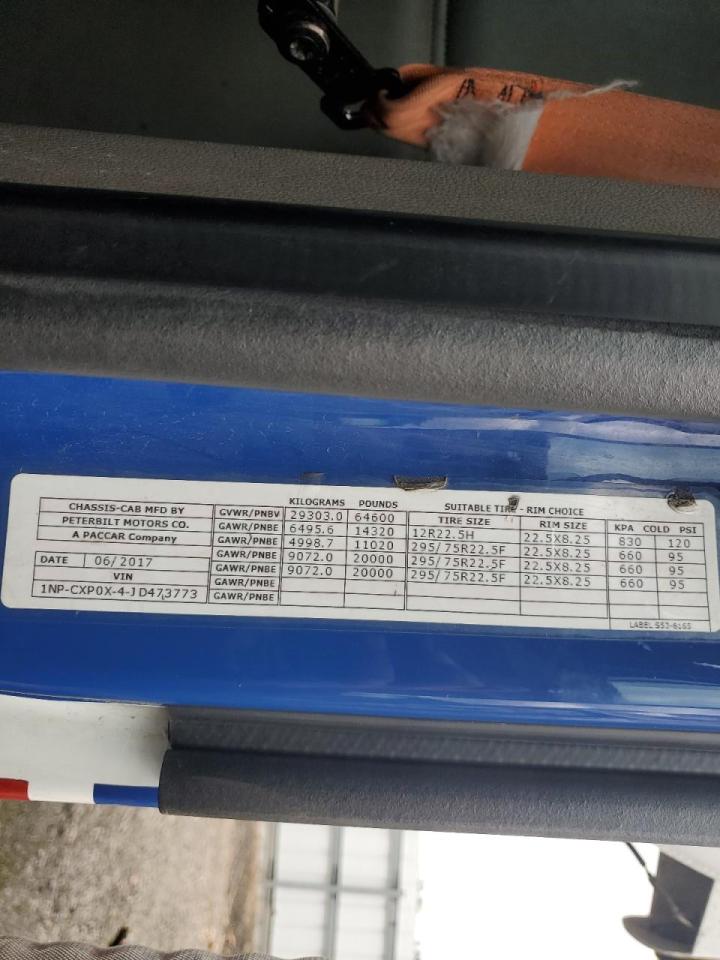 KILOGRAMS POUNDS SUITABLE TIRE - RIM CHOICE
CHASSIS-CAB MFD BY
PETERBILT MOTORS CO.
A PACCAR Company
DATE 06/2017
VIN
1NP-CXP0X-4-JD473773
TIRE SIZE RIM SIZE KPA COLD PSI
GVWR/PNBV 29303.0 64600
GAWR/PNBE 6495.6 14320 12R22.5H 22.5X8.25 830 120
GAWR/PNBE 4998.7 11020 295/75R22.5F 22.5X8.25 660 95
GAWR/PNBE 9072.0 20000 295/75R22.5F 22.5X8.25 660 95
GAWR/PNBE 9072.0 20000 295/75R22.5F 22.5X8.25 660 95
GAWR/PNBE
GAWR/PNBE
LABEL